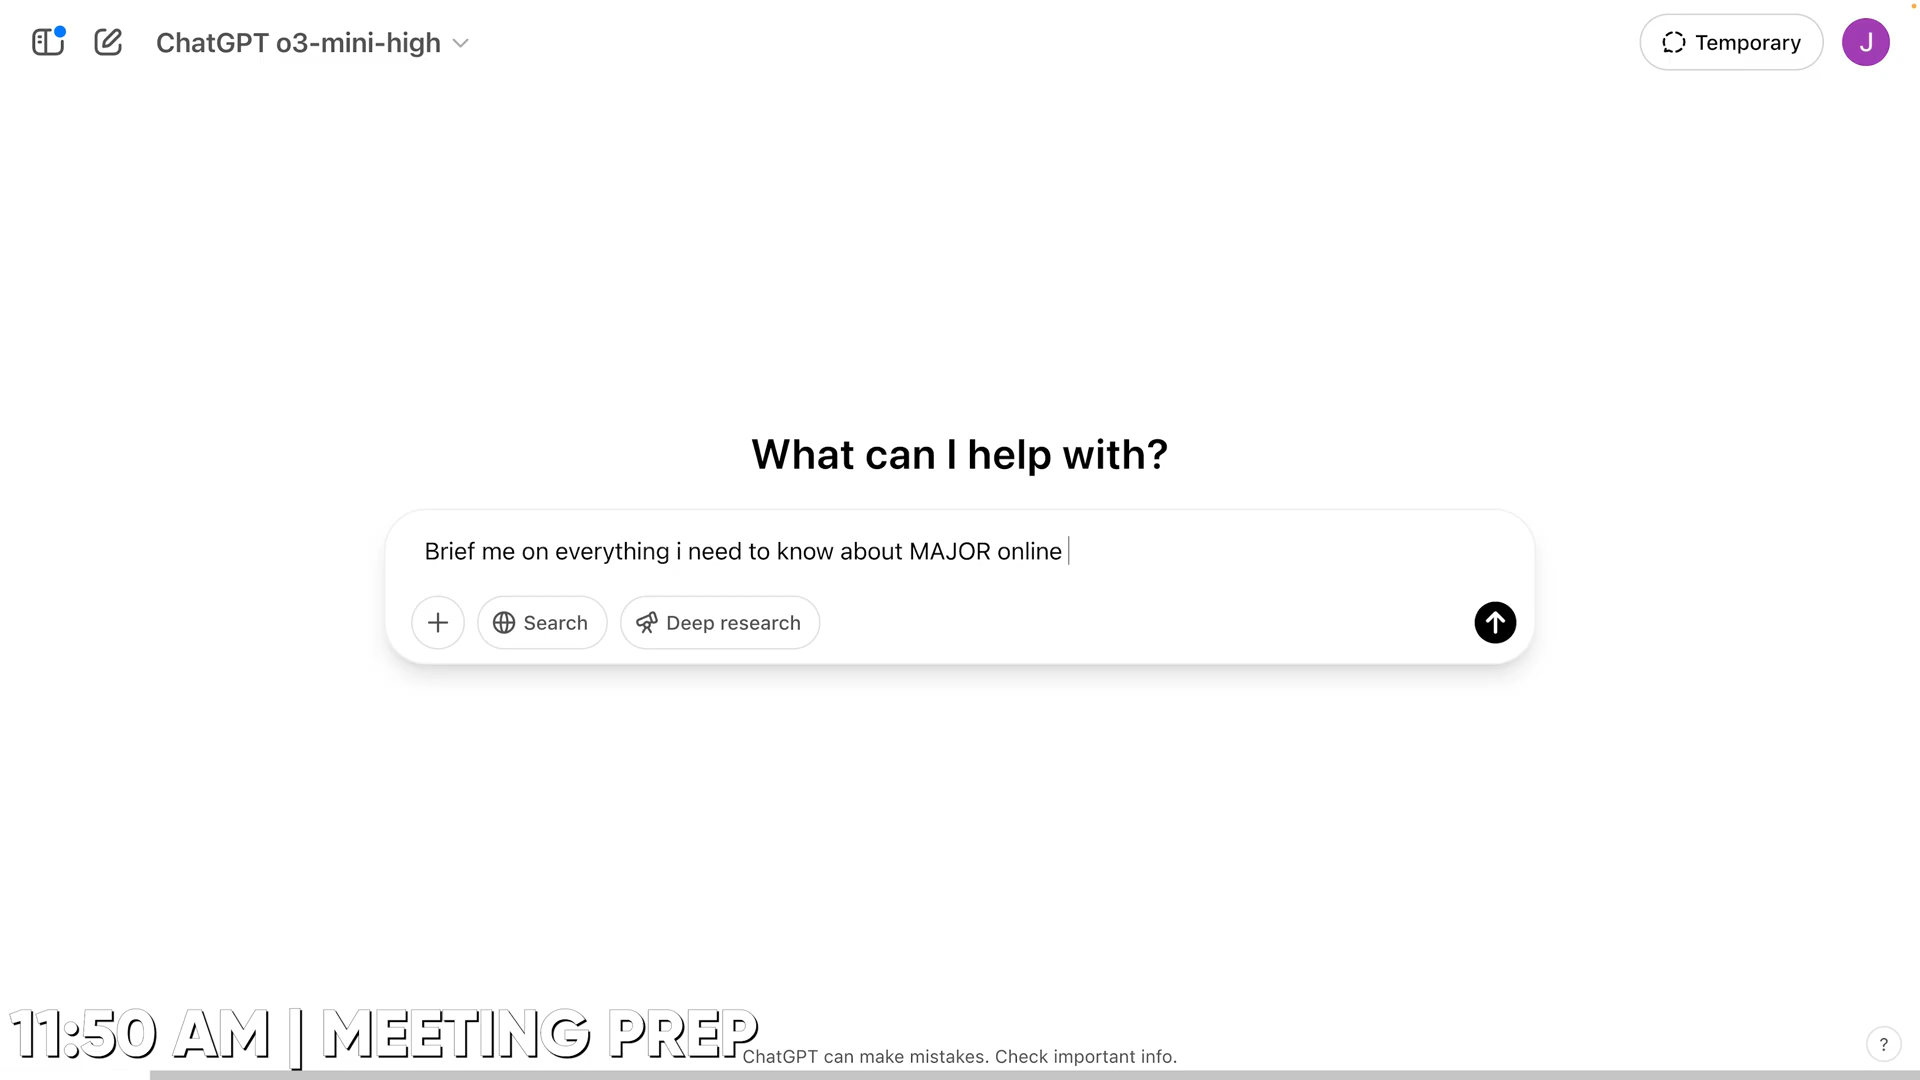 ChatGPT o3-mini-high
Temporary
J
What can I help with?
Brief me on everything i need to know about MAJOR online
Search
Deep research
11:50 AM | MEETING PREP
ChatGPT can make mistakes. Check important info.
?